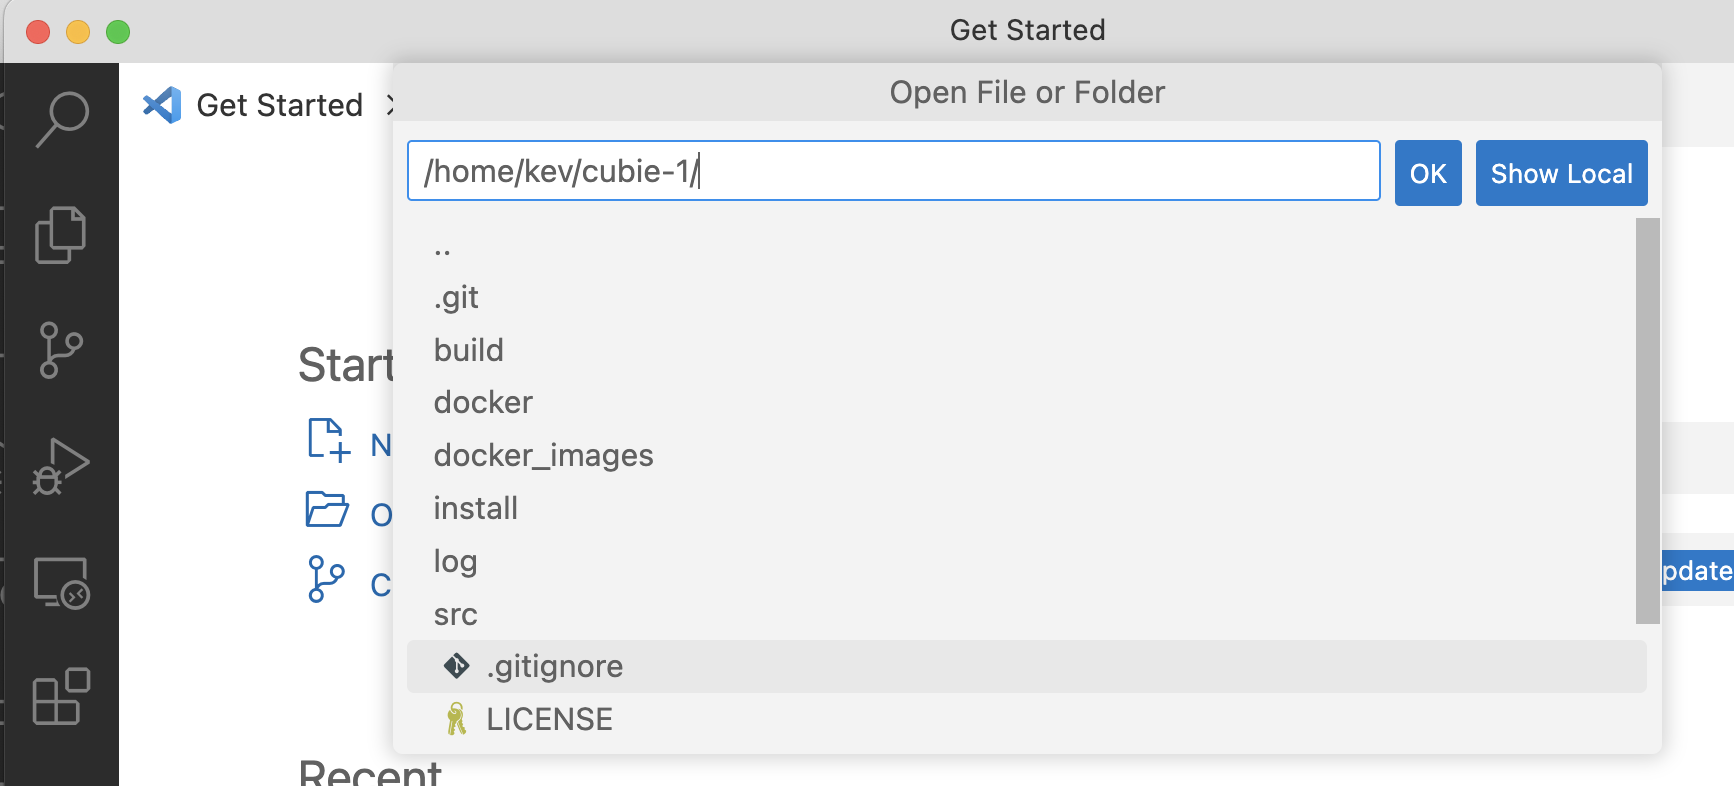 Get Started
Open File or Folder
Get Started
/home/kev/cubie-1/
OK
Show Local
..
.git
build
docker
docker_images
install
log
src
.gitignore
LICENSE
Start
N
O
C
pdate
Recent